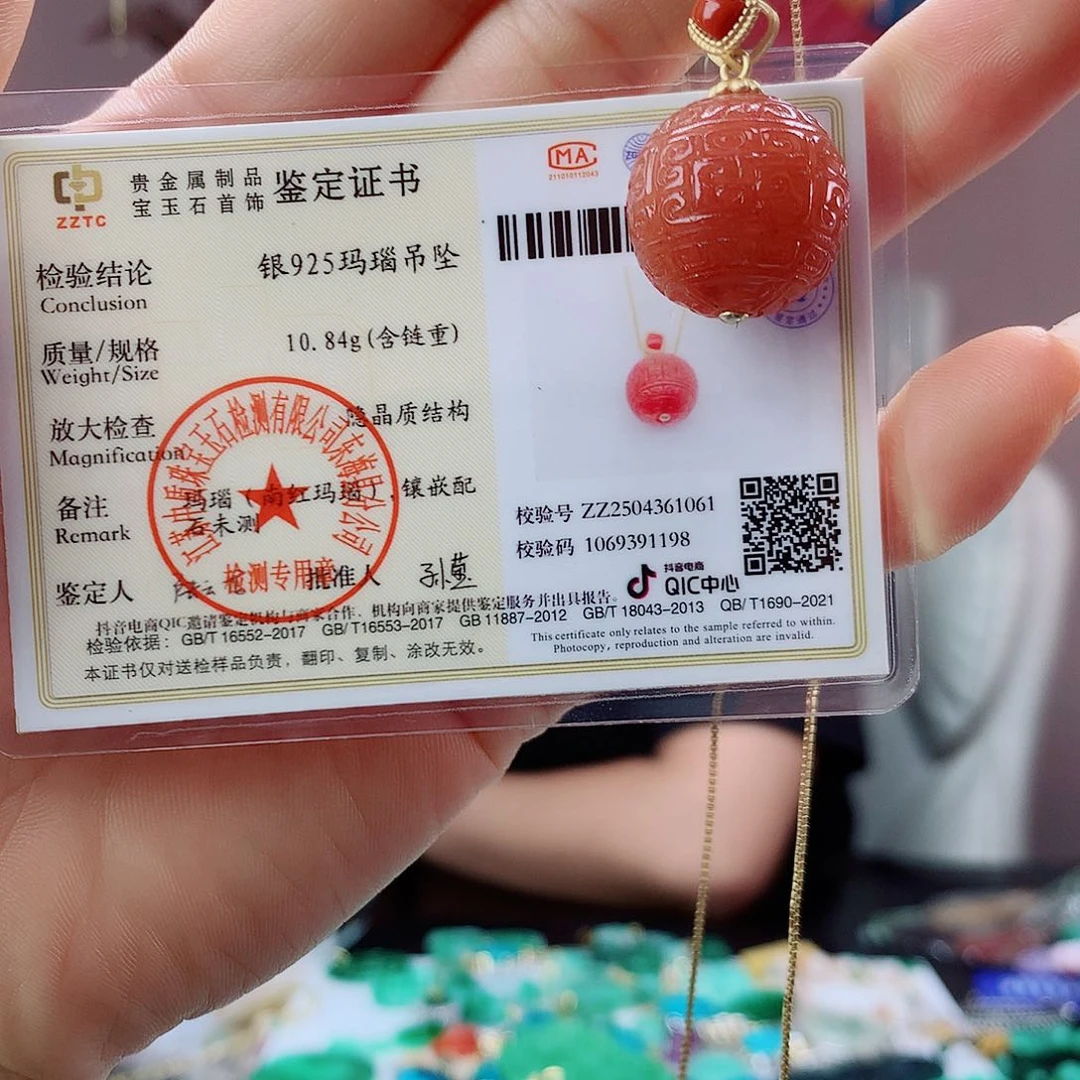 ZZTC
贵金属制品
宝玉石首饰
鉴定证书
检验结论 银925玛瑙吊坠
Conclusion
质量/规格 10.84g(含链重)
Weight/Size
放大检查 隐晶质结构
Magnification
备注 玛瑙（南红玛瑙），镶嵌配
Remark 石未测
鉴定人 批准人
检测专用章
抖音电商QIC邀请鉴定机构与商家合作，机构向商家提供鉴定服务并出具报告。
检验依据: GB/T 16552-2017 GB/T16553-2017 GB 11887-2012 GB/T 18043-2013 QB/T1690-2021
本证书仅对送检样品负责，翻印、复制、涂改无效。
MA
211010112043
校验号 ZZ2504361061
校验码 1069391198
抖音电商
QIC中心
This certificate only relates to the sample referred to within.
Photocopy, reproduction and alteration are invalid.